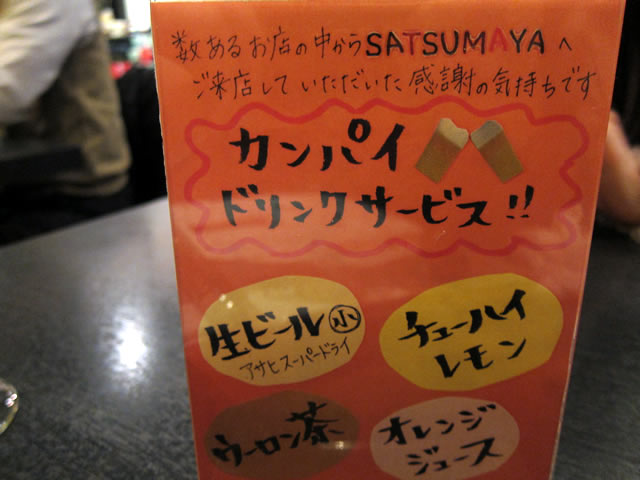 数あるお店の中からSATSUMAYAへ
ご来店していただいた感謝の気持ちです
カンパイ
ドリンクサービス!!
生ビール㊙小
アサヒスーパードライ
チューハイ
レモン
ウーロン茶
オレンジ
ジュース